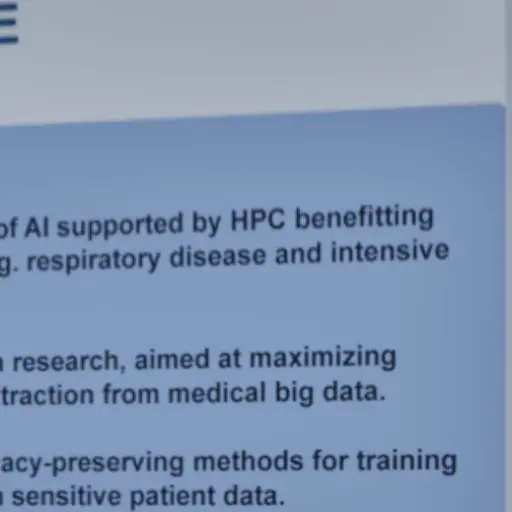 E
of AI supported by HPC benefitting
g. respiratory disease and intensive
research, aimed at maximizing
traction from medical big data.
acy-preserving methods for training
sensitive patient data.